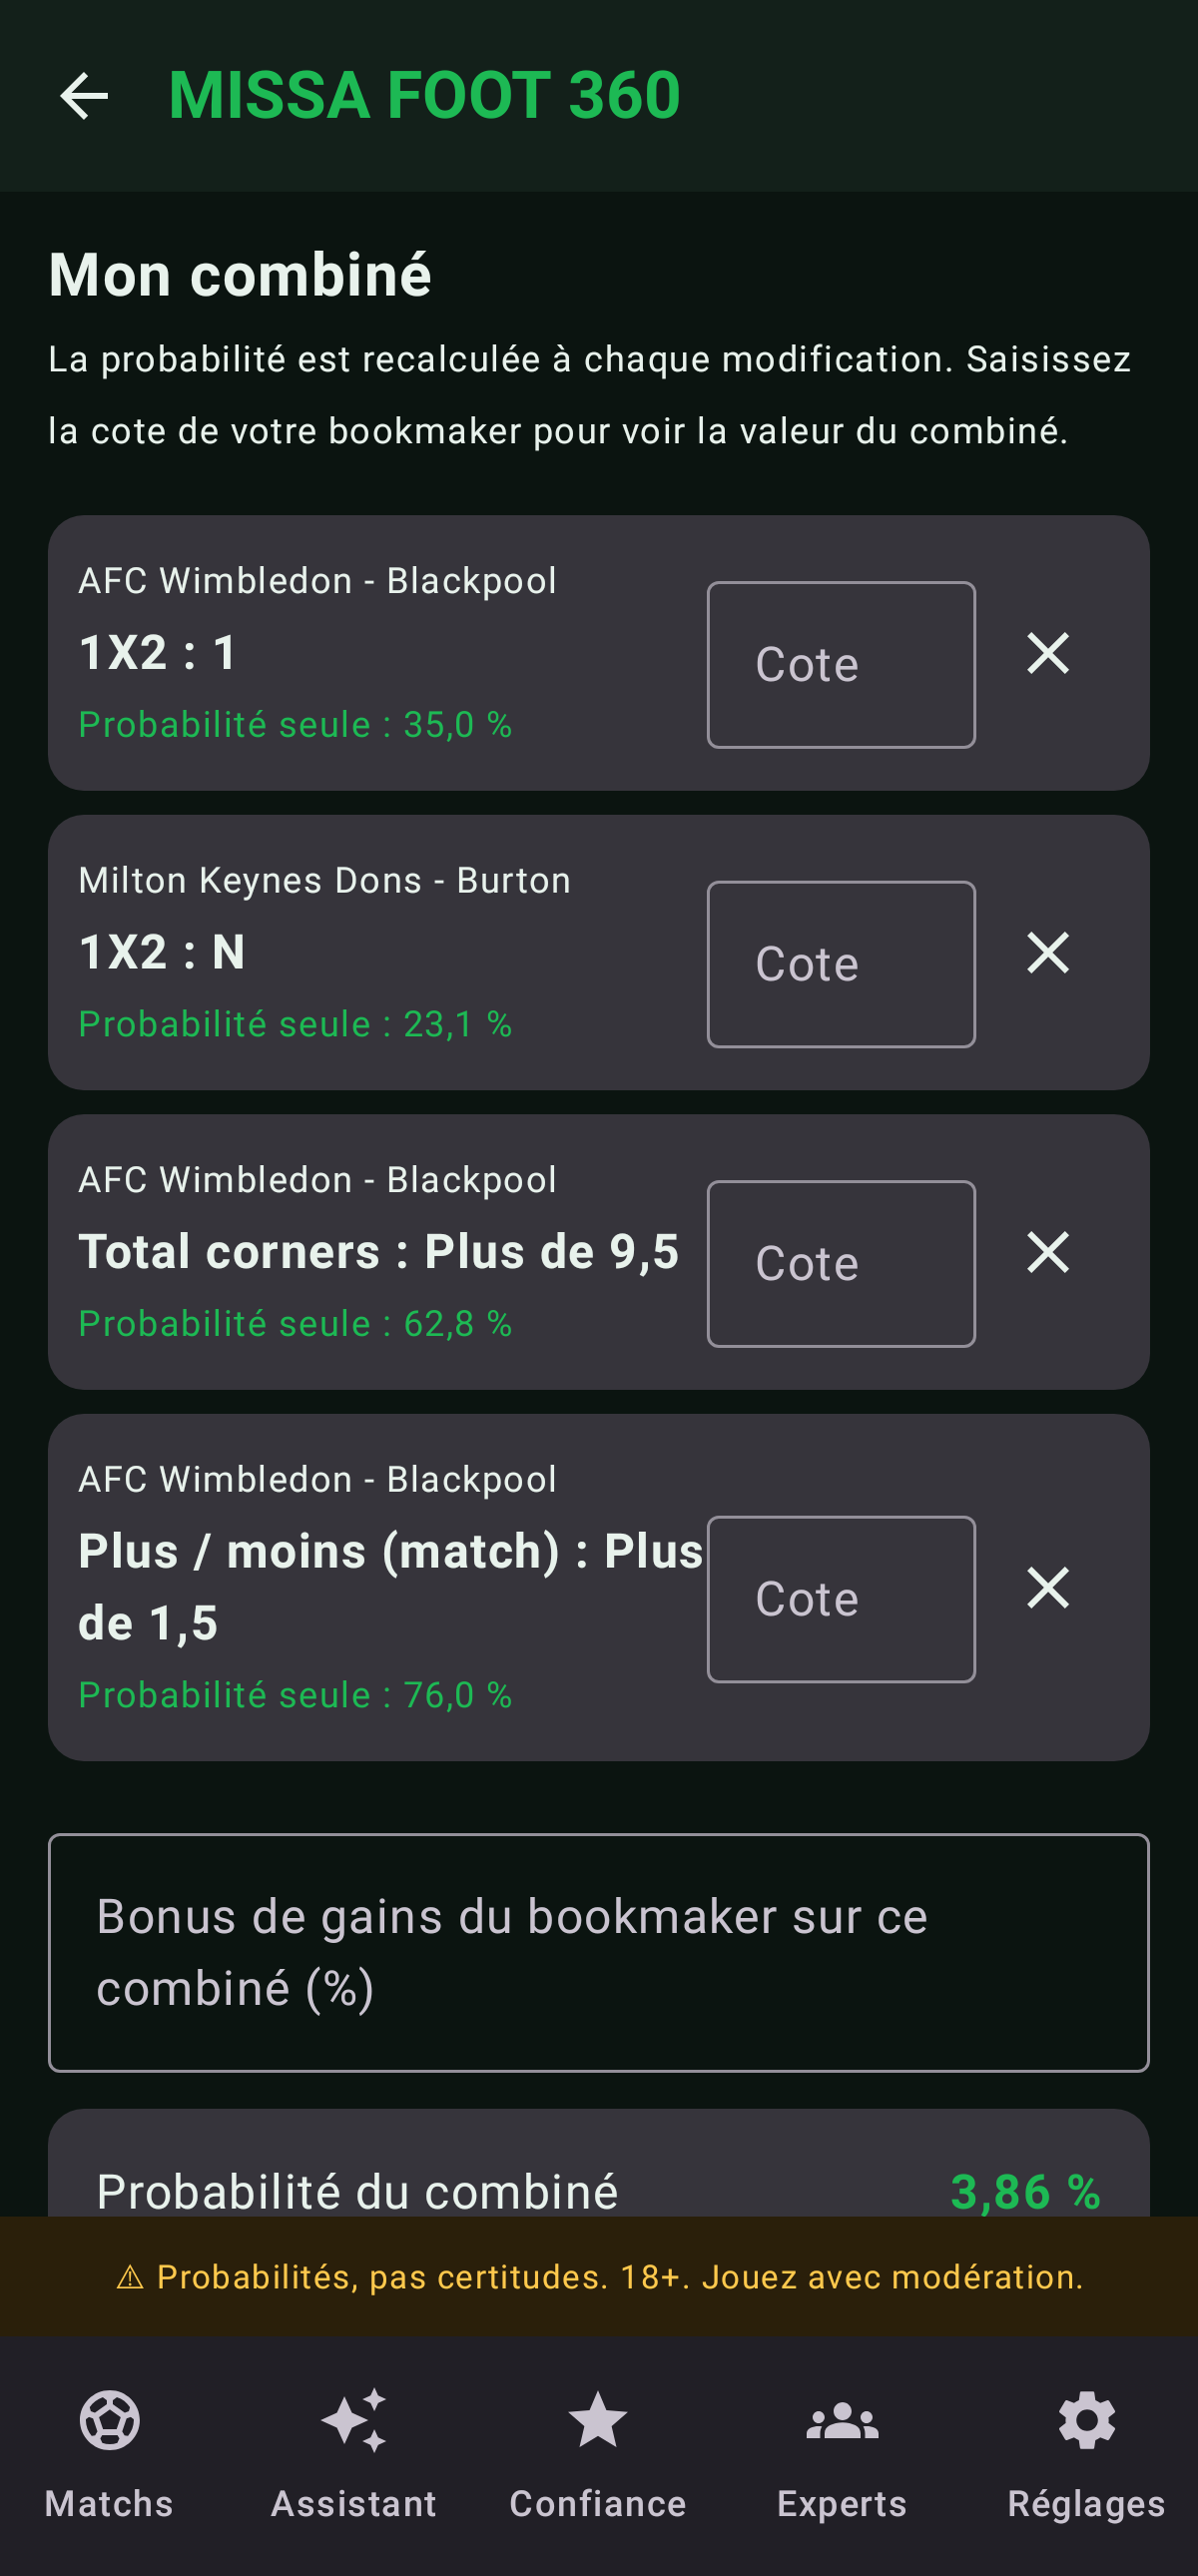 MISSA FOOT 360
Mon combiné
La probabilité est recalculée à chaque modification. Saisissez
la cote de votre bookmaker pour voir la valeur du combiné.
AFC Wimbledon - Blackpool
1X2 : 1
Probabilité seule : 35,0 %
Cote
Milton Keynes Dons - Burton
1X2 : N
Probabilité seule : 23,1 %
Cote
AFC Wimbledon - Blackpool
Total corners : Plus de 9,5
Probabilité seule : 62,8 %
Cote
AFC Wimbledon - Blackpool
Plus / moins (match) : Plus
de 1,5
Probabilité seule : 76,0 %
Cote
Bonus de gains du bookmaker sur ce
combiné (%)
Probabilité du combiné 3,86 %
⚠ Probabilités, pas certitudes. 18+. Jouez avec modération.
Matchs Assistant Confiance Experts Réglages